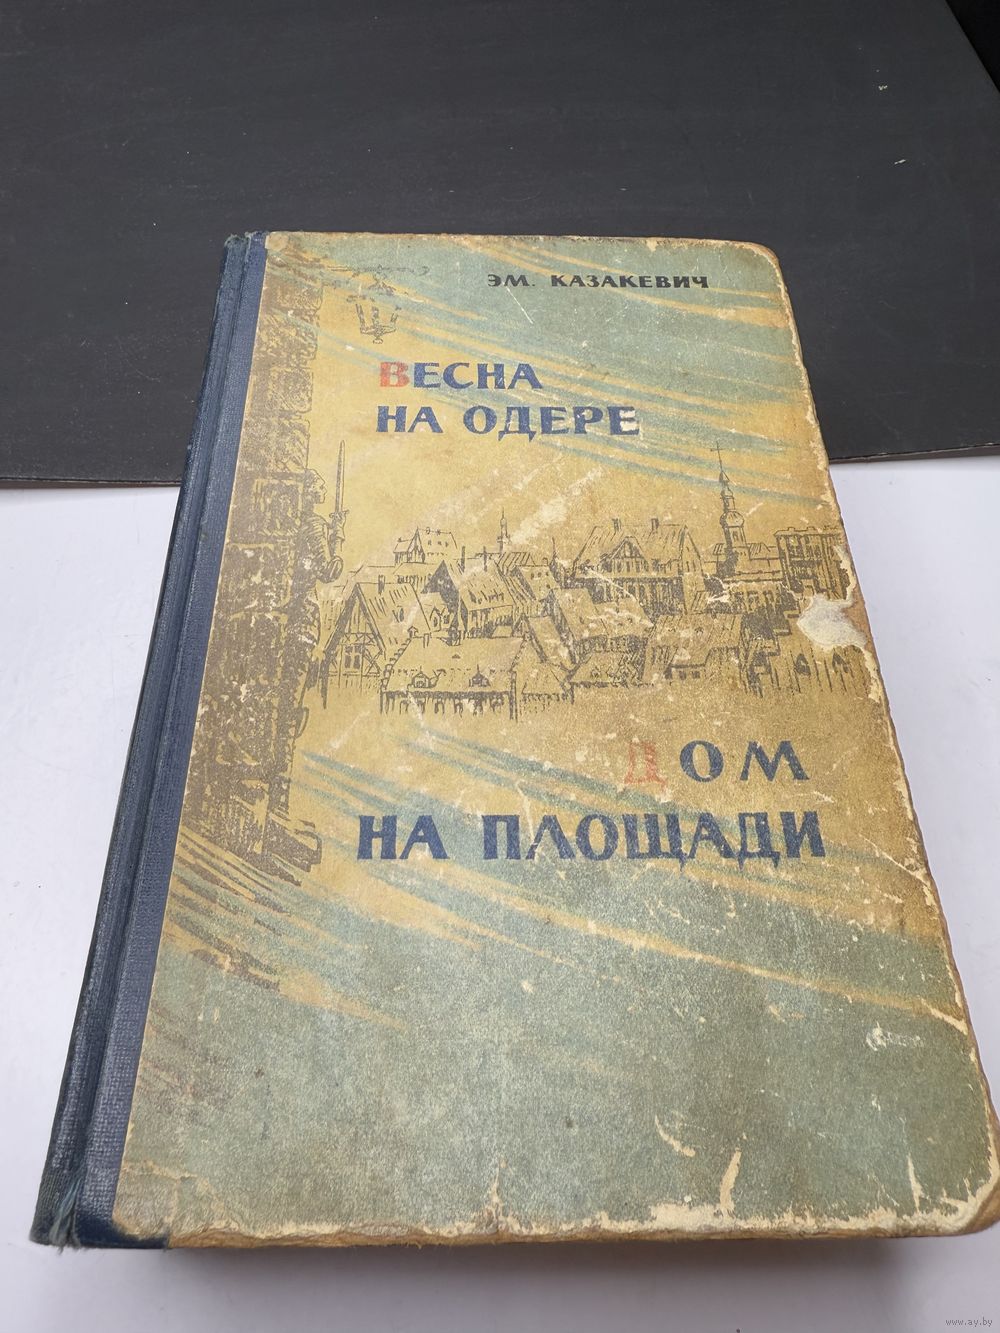 ЭМ. КАЗАКЕВИЧ
ВЕСНА
НА ОДЕРЕ
ДОМ
НА ПЛОЩАДИ
www.ay.by